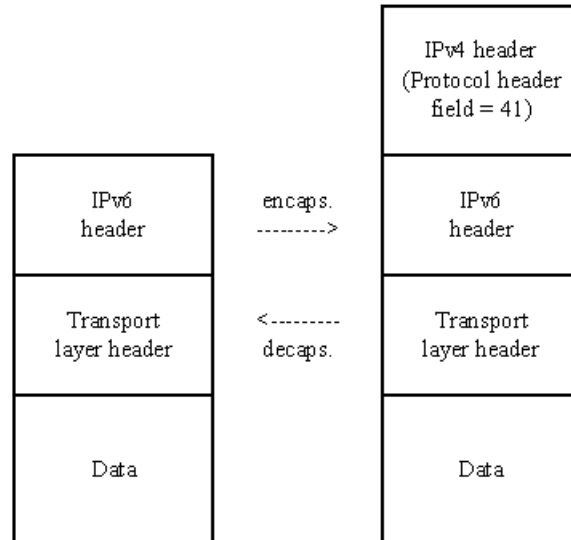 IPv4 header
(Protocol header
field = 41)
IPv6
header
encaps.
--------->
IPv6
header
Transport
layer header
<---------
decaps.
Transport
layer header
Data
Data